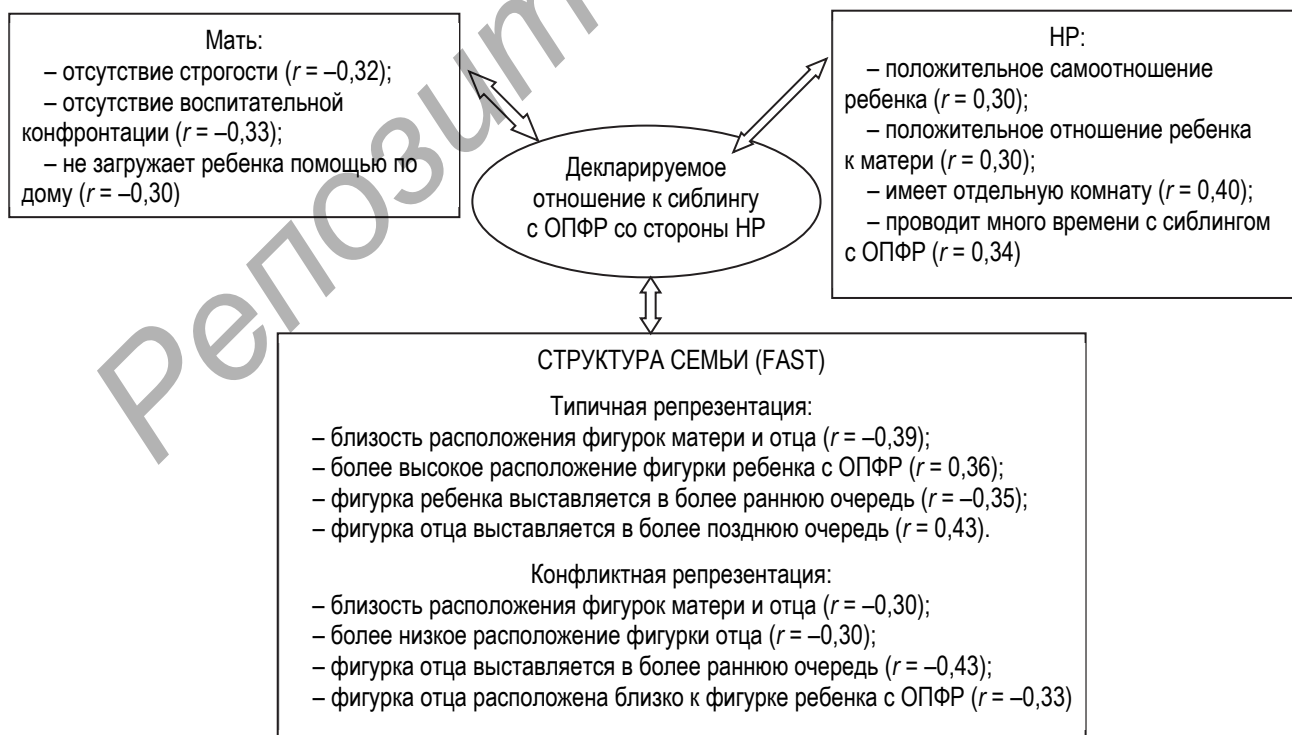 Мать:
– отсутствие строгости (r = –0,32);
– отсутствие воспитательной
конфронтации (r = –0,33);
– не загружает ребенка помощью по
дому (r = –0,30)
НР:
– положительное самоотношение
ребенка (r = 0,30);
– положительное отношение ребенка
к матери (r = 0,30);
– имеет отдельную комнату (r = 0,40);
– проводит много времени с сиблингом
с ОПФР (r = 0,34)
Декларируемое
отношение к сиблингу
с ОПФР со стороны НР
СТРУКТУРА СЕМЬИ (FAST)
Типичная репрезентация:
– близость расположения фигурок матери и отца (r = –0,39);
– более высокое расположение фигурки ребенка с ОПФР (r = 0,36);
– фигурка ребенка выставляется в более раннюю очередь (r = –0,35);
– фигурка отца выставляется в более позднюю очередь (r = 0,43).
Конфликтная репрезентация:
– близость расположения фигурок матери и отца (r = –0,30);
– более низкое расположение фигурки отца (r = –0,30);
– фигурка отца выставляется в более раннюю очередь (r = –0,43);
– фигурка отца расположена близко к фигурке ребенка с ОПФР (r = –0,33)